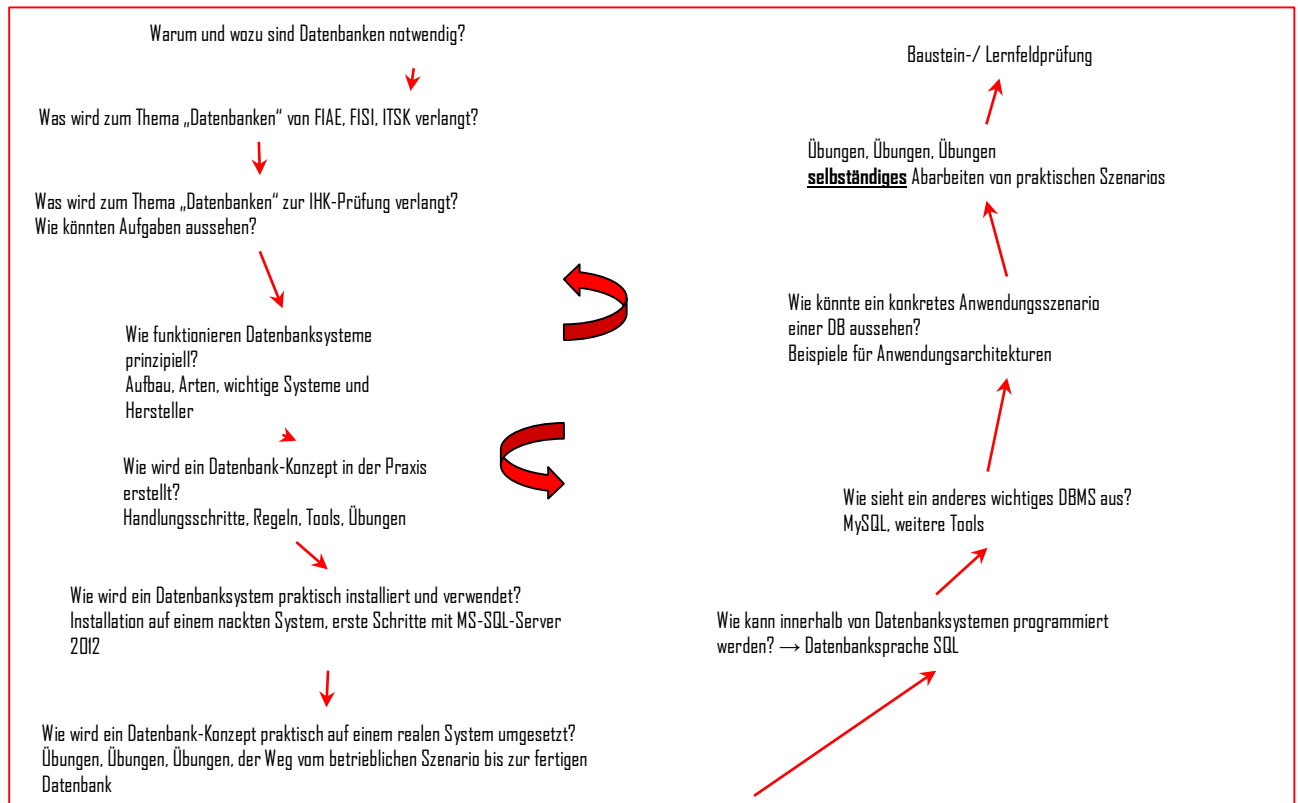 Warum und wozu sind Datenbanken notwendig?
Was wird zum Thema „Datenbanken“ von FIAE, FISI, ITSK verlangt?
Was wird zum Thema „Datenbanken“ zur IHK-Prüfung verlangt?
Wie könnten Aufgaben aussehen?
Wie funktionieren Datenbanksysteme
prinzipiell?
Aufbau, Arten, wichtige Systeme und
Hersteller
Wie wird ein Datenbank-Konzept in der Praxis
erstellt?
Handlungsschritte, Regeln, Tools, Übungen
Wie wird ein Datenbanksystem praktisch installiert und verwendet?
Installation auf einem nackten System, erste Schritte mit MS-SQL-Server
2012
Wie wird ein Datenbank-Konzept praktisch auf einem realen System umgesetzt?
Übungen, Übungen, Übungen, der Weg vom betrieblichen Szenario bis zur fertigen
Datenbank
Wie kann innerhalb von Datenbanksystemen programmiert
werden? → Datenbanksprache SQL
Wie sieht ein anderes wichtiges DBMS aus?
MySQL, weitere Tools
Wie könnte ein konkretes Anwendungsszenario
einer DB aussehen?
Beispiele für Anwendungsarchitekturen
Übungen, Übungen, Übungen
selbständiges Abarbeiten von praktischen Szenarios
Baustein-/ Lernfeldprüfung